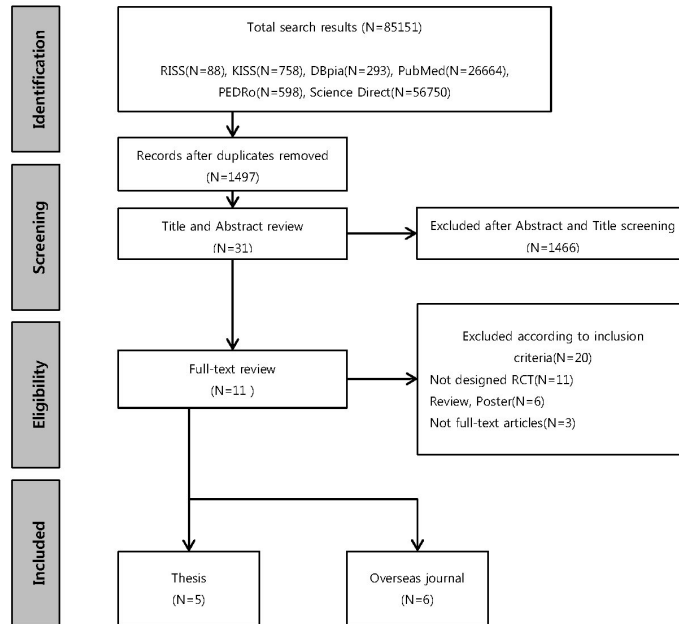 Identification
Total search results (N=85151)
RISS(N=88), KISS(N=758), DBpia(N=293), PubMed(N=26664),
PEDRo(N=598), Science Direct(N=56750)
Records after duplicates removed
(N=1497)
Screening
Title and Abstract review
(N=31)
Excluded after Abstract and Title screening
(N=1466)
Eligibility
Full-text review
(N=11 )
Excluded according to inclusion
criteria(N=20)
Not designed RCT(N=11)
Review, Poster(N=6)
Not full-text articles(N=3)
Included
Thesis
(N=5)
Overseas journal
(N=6)